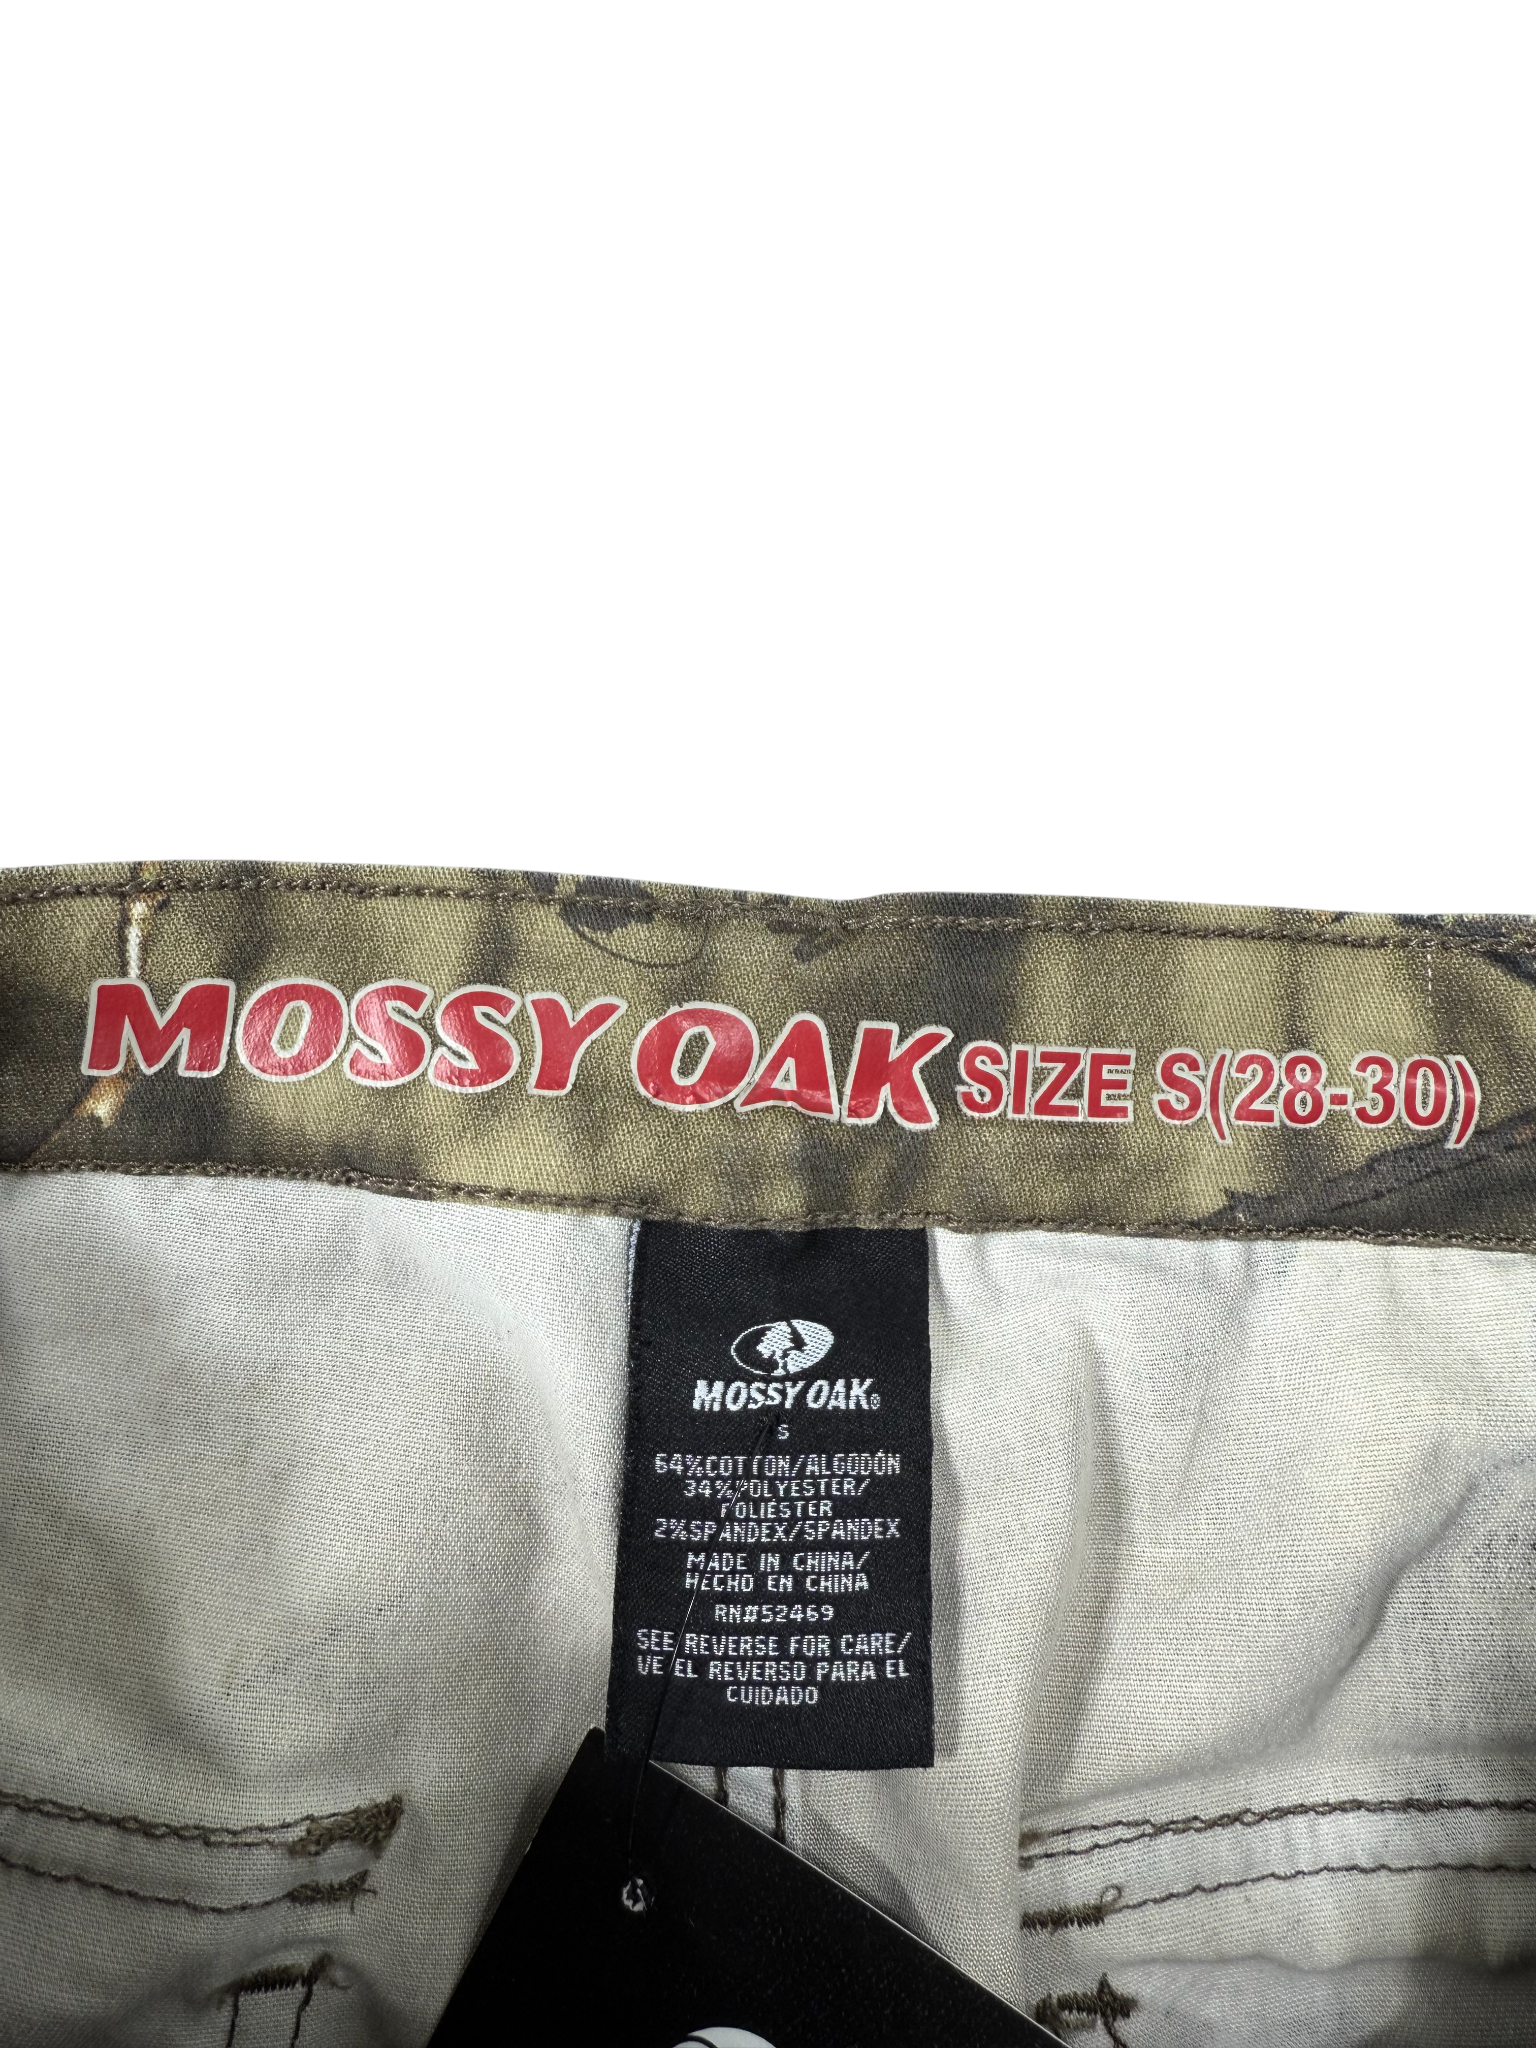 MOSSY OAK SIZE S(28-30)
MOSSY OAK®
S
64%COTTON/ALGODÓN
34%POLYESTER/
POLIÉSTER
2%SPANDEX/SPANDEX
MADE IN CHINA/
HECHO EN CHINA
RN#52469
SEE REVERSE FOR CARE/
VE EL REVERSO PARA EL
CUIDADO